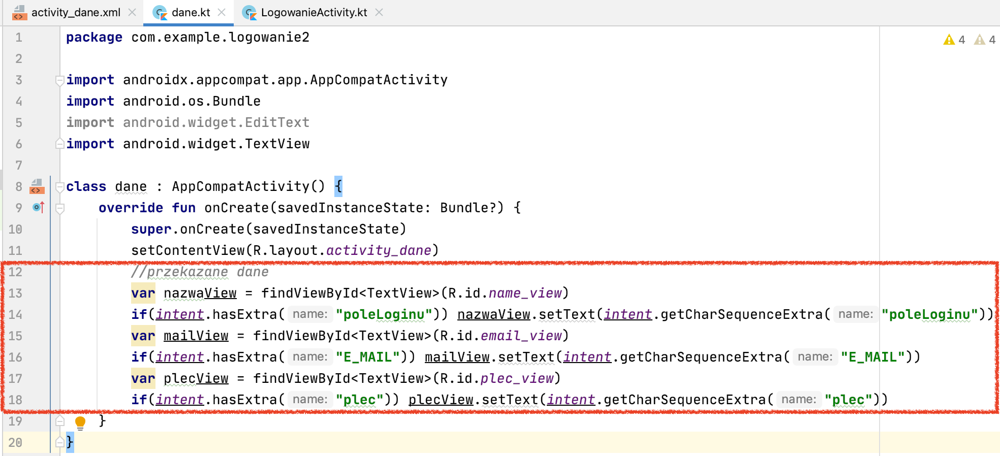 activity_dane.xml dane.kt LogowanieActivity.kt
1 package com.example.logowanie2
4 4
2
3 import androidx.appcompat.app.AppCompatActivity
4 import android.os.Bundle
5 import android.widget.EditText
6 import android.widget.TextView
7
8 class dane : AppCompatActivity() {
9 override fun onCreate(savedInstanceState: Bundle?) {
10 super.onCreate(savedInstanceState)
11 setContentView(R.layout.activity_dane)
12 //przekazane dane
13 var nazwaView = findViewById<TextView>(R.id.name_view)
14 if(intent.hasExtra( name: "poleLoginu")) nazwaView.setText(intent.getCharSequenceExtra( name: "poleLoginu"))
15 var mailView = findViewById<TextView>(R.id.email_view)
16 if(intent.hasExtra( name: "E_MAIL")) mailView.setText(intent.getCharSequenceExtra( name: "E_MAIL"))
17 var plecView = findViewById<TextView>(R.id.plec_view)
18 if(intent.hasExtra( name: "plec")) plecView.setText(intent.getCharSequenceExtra( name: "plec"))
19 }
20 }